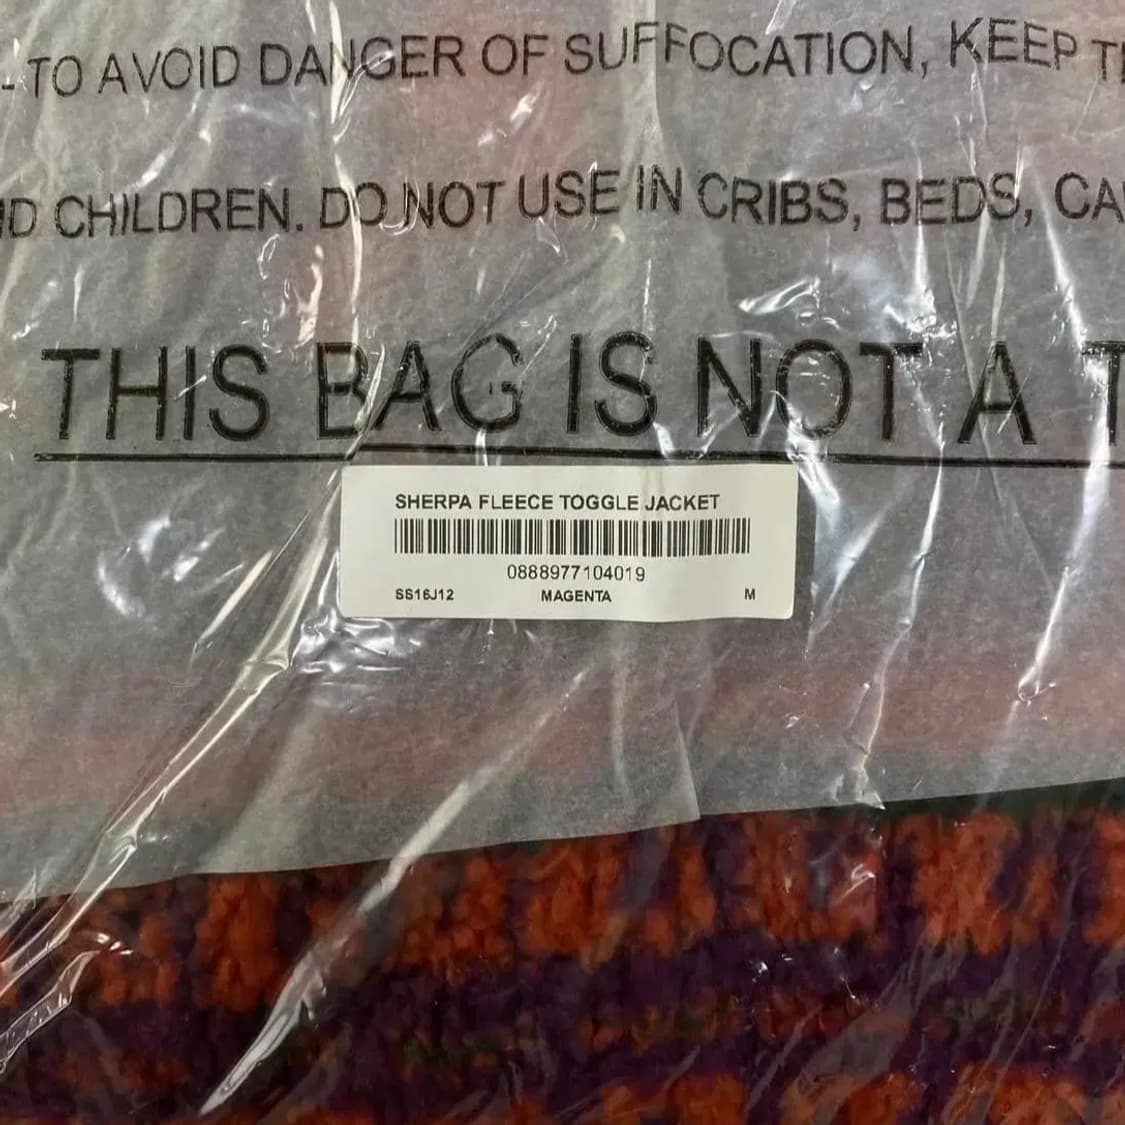 TO AVOID DANGER OF SUFFOCATION, KEEP
CHILDREN. DO NOT USE IN CRIBS, BEDS,
THIS BAG IS NOT A
SHERPA FLEECE TOGGLE JACKET
0888977104019
SS16J12 MAGENTA M